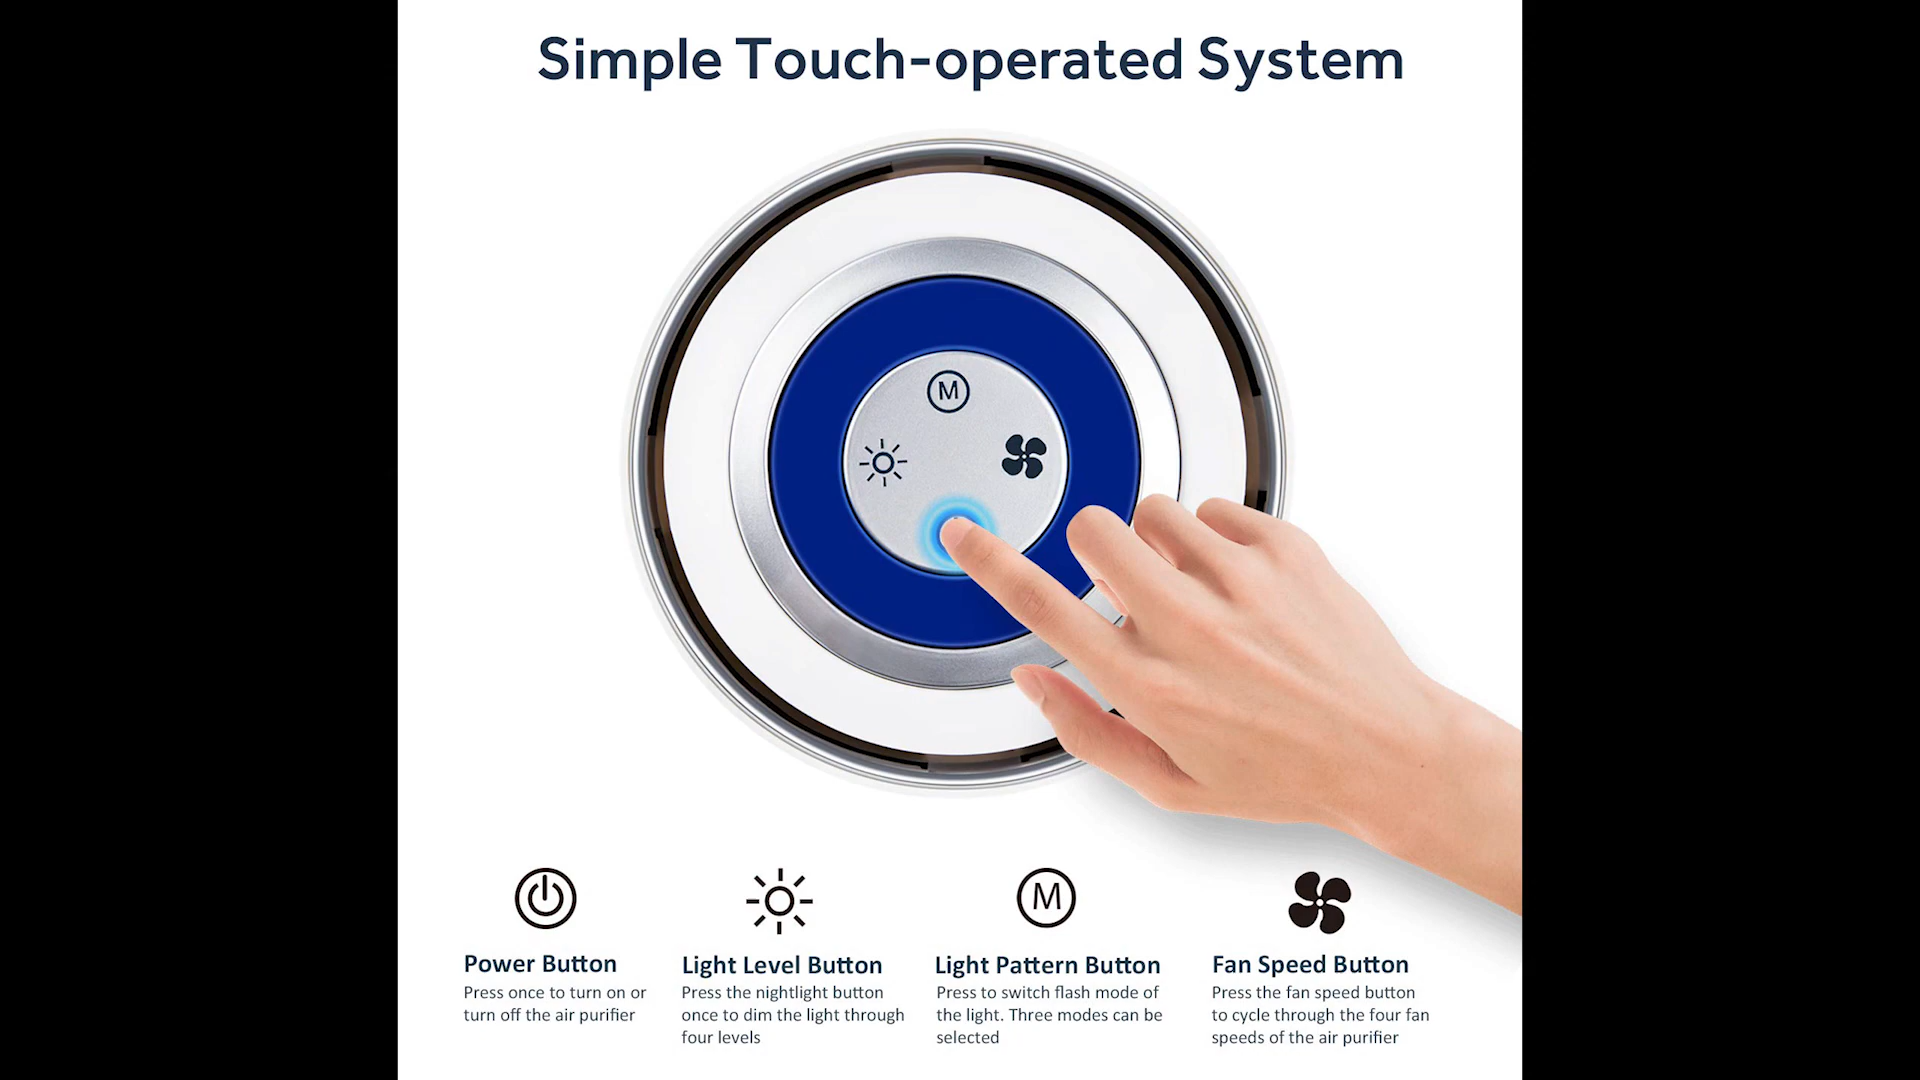 Simple Touch-operated System
M
M
Power Button
Press once to turn on or
turn off the air purifier
Light Level Button
Press the nightlight button
once to dim the light through
four levels
Light Pattern Button
Press to switch flash mode of
the light. Three modes can be
selected
Fan Speed Button
Press the fan speed button
to cycle through the four fan
speeds of the air purifier